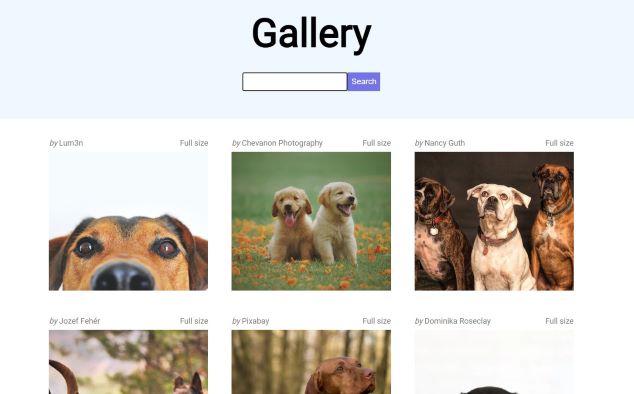 Gallery
Search
by Lum3n Full size
by Chevanon Photography Full size
by Nancy Guth Full size
by Jozef Fehér Full size
by Pixabay Full size
by Dominika Roseclay Full size